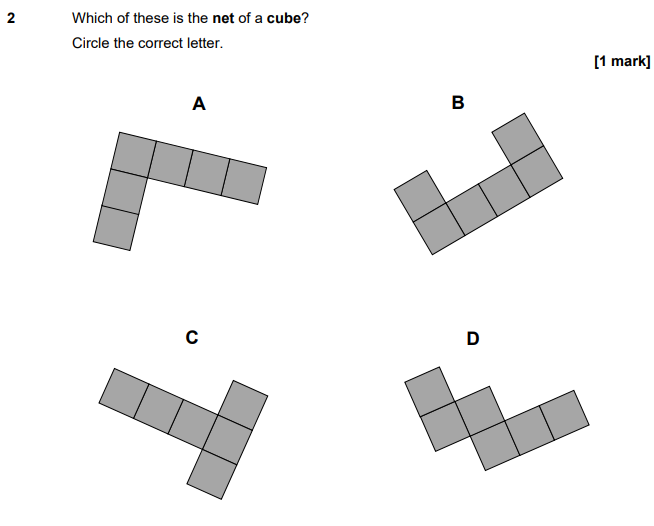 2 Which of these is the net of a cube?
Circle the correct letter.
[1 mark]
A B
C D